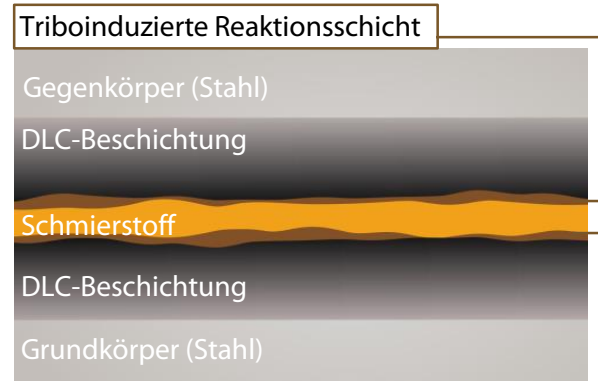 Triboinduzierte Reaktionsschicht
Gegenkörper (Stahl)
DLC-Beschichtung
Schmierstoff
DLC-Beschichtung
Grundkörper (Stahl)